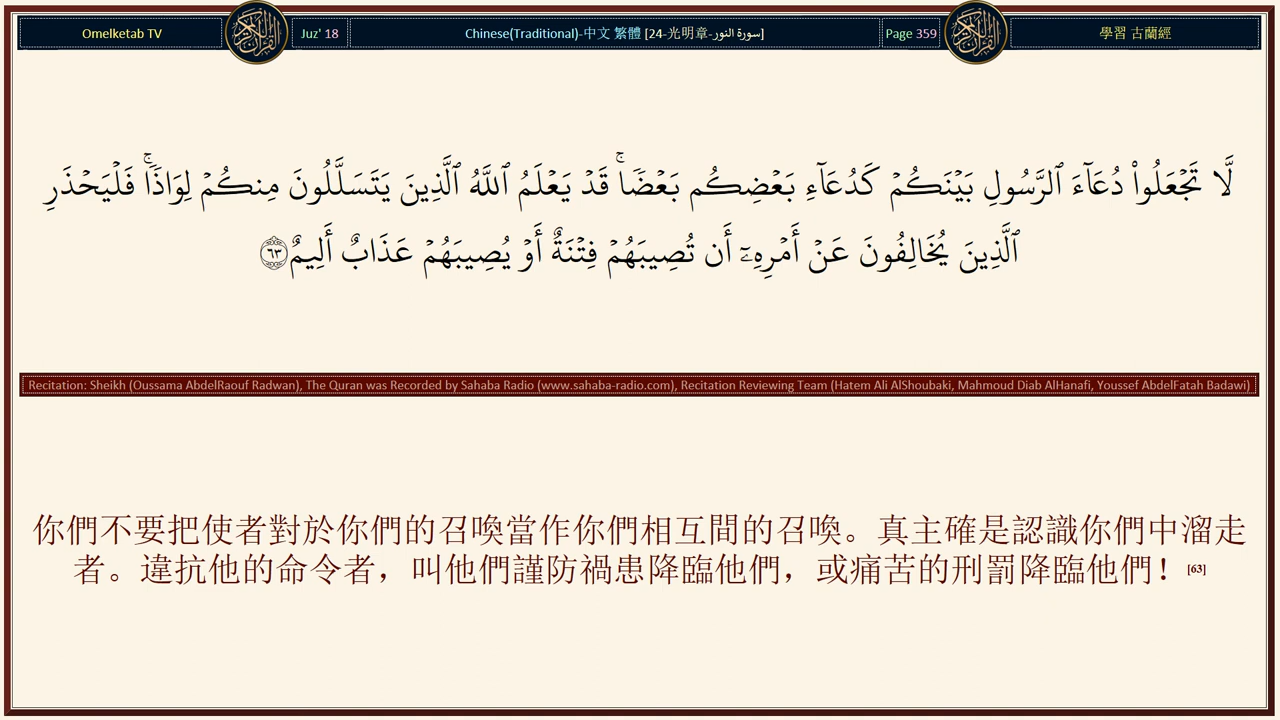 Omelketab TV
Juz' 18
Chinese(Traditional)-中文 繁體 [24-光明章-سورة النور]
Page 359
學習 古蘭經
لَّا تَجۡعَلُواْ دُعَآءَ ٱلرَّسُولِ بَيۡنَكُمۡ كَدُعَآءِ بَعۡضِكُم بَعۡضٗاۚ قَدۡ يَعۡلَمُ ٱللَّهُ ٱلَّذِينَ يَتَسَلَّلُونَ مِنكُمۡ لِوَاذٗاۚ فَلۡيَحۡذَرِ
ٱلَّذِينَ يُخَالِفُونَ عَنۡ أَمۡرِهِۦٓ أَن تُصِيبَهُمۡ فِتۡنَةٌ أَوۡ يُصِيبَهُمۡ عَذَابٌ أَلِيمٌ ٦٣
Recitation: Sheikh (Oussama AbdelRaouf Radwan), The Quran was Recorded by Sahaba Radio (www.sahaba-radio.com), Recitation Reviewing Team (Hatem Ali AlShoubaki, Mahmoud Diab AlHanafi, Youssef AbdelFatah Badawi)
你們不要把使者對於你們的召喚當作你們相互間的召喚。真主確是認識你們中溜走
者。違抗他的命令者，叫他們謹防禍患降臨他們，或痛苦的刑罰降臨他們！[63]